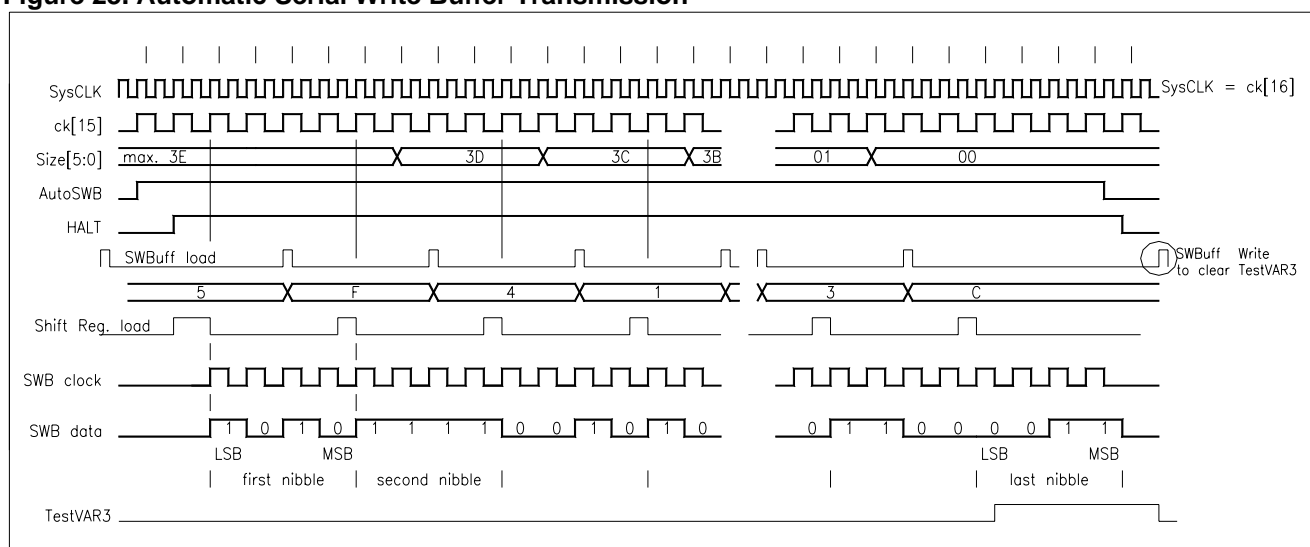 Figure 25. Automatic Serial Write Buffer Transmission
SysCLK SysCLK = ck[16]
ck[15]
Size[5:0] max. 3E 3D 3C 3B 01 00
AutoSWB
HALT
SWBuff load SWBuff Write
to clear TestVAR3
5 F 4 1 3 C
Shift Reg. load
SWB clock
SWB data 1 0 1 0 1 1 1 1 0 0 1 0 1 0 0 1 1 0 0 0 0 1 1
LSB MSB LSB MSB
first nibble second nibble last nibble
TestVAR3